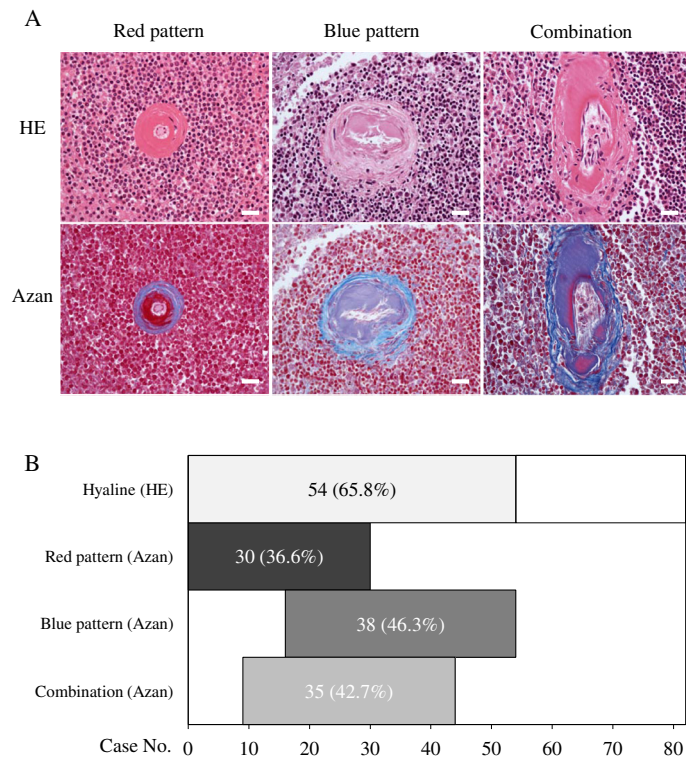 A
Red pattern Blue pattern Combination
HE
Azan
B
Hyaline (HE) 54 (65.8%)
Red pattern (Azan) 30 (36.6%)
Blue pattern (Azan) 38 (46.3%)
Combination (Azan) 35 (42.7%)
Case No. 0 10 20 30 40 50 60 70 80